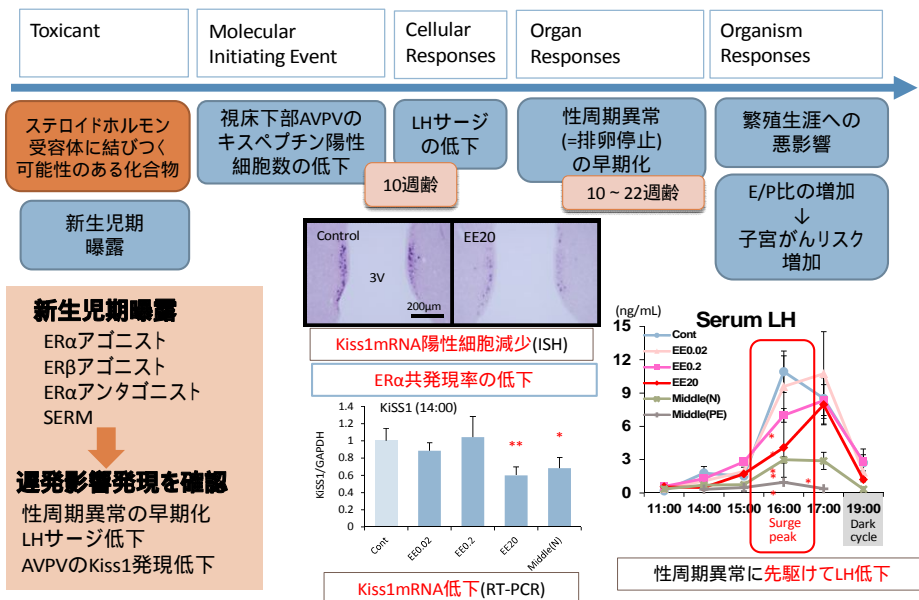 Toxicant
Molecular
Initiating Event
Cellular
Responses
Organ
Responses
Organism
Responses
ステロイドホルモン
受容体に結びつく
可能性のある化合物
新生児期
曝露
視床下部AVPVの
キスペプチン陽性
細胞数の低下
LHサージ
の低下
10週齢
性周期異常
(=排卵停止)
の早期化
10～22週齢
繁殖生涯への
悪影響
E/P比の増加
↓
子宮がんリスク
増加
新生児期曝露
ERαアゴニスト
ERβアゴニスト
ERαアンタゴニスト
SERM
遅発影響発現を確認
性周期異常の早期化
LHサージ低下
AVPVのKiss1発現低下
Control
3V
200μm
EE20
Kiss1mRNA陽性細胞減少(ISH)
ERα共発現率の低下
KiSS1 (14:00)
KiSS1/GAPDH
1.4
1.2
1
0.8
0.6
0.4
0.2
0
**
*
Cont
EE0.02
EE0.2
EE20
Middle(N)
Kiss1mRNA低下(RT-PCR)
(ng/mL)
Serum LH
15
12
9
6
3
0
Cont
EE0.02
EE0.2
EE20
Middle(N)
Middle(PE)
*
*
*
*
*
11:00 14:00 15:00 16:00 17:00 19:00
Surge
peak
Dark
cycle
性周期異常に先駆けてLH低下